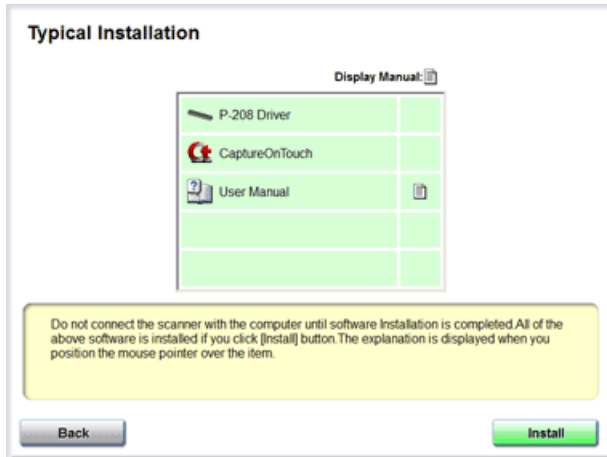 Typical Installation
Display Manual:
P-208 Driver
CaptureOnTouch
User Manual
Do not connect the scanner with the computer until software Installation is completed.All of the
above software is installed if you click [Install] button.The explanation is displayed when you
position the mouse pointer over the item.
Back
Install